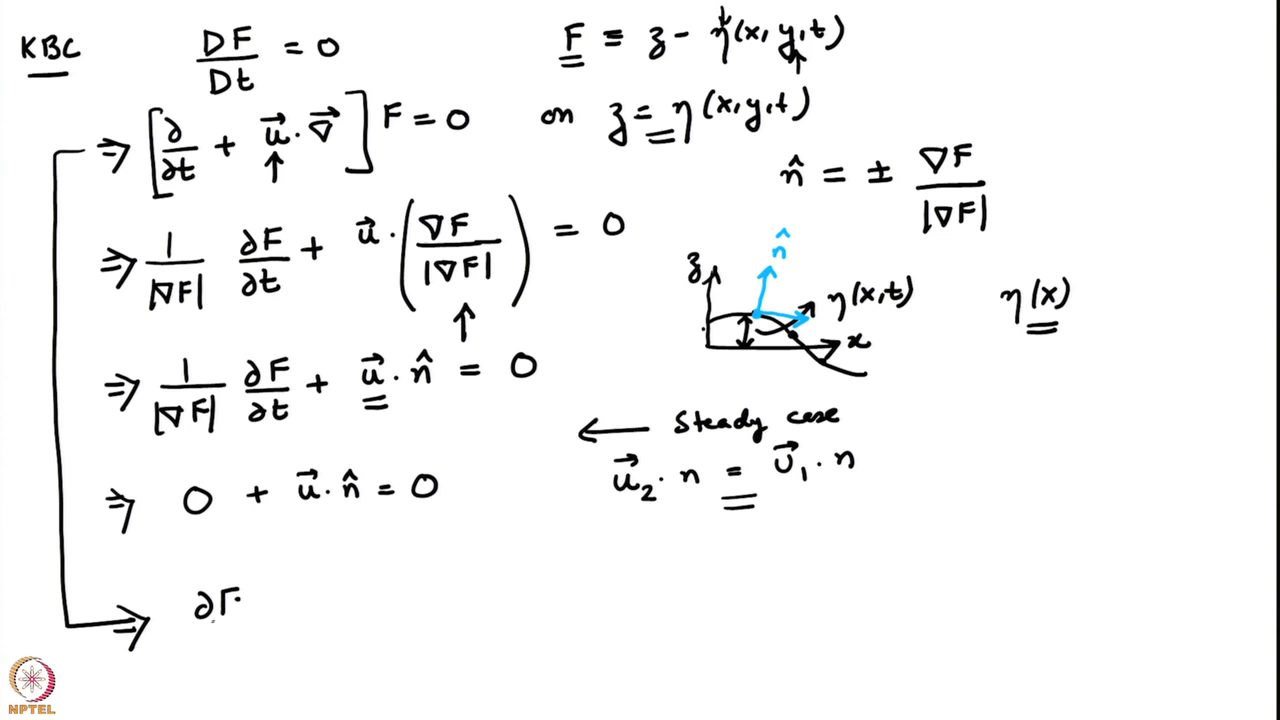 KBC DF/Dt = 0 F ≡ z - η(x, y, t)
⇒ [∂/∂t + u⃗ · ∇⃗] F = 0 on z = η(x, y, t)
n̂ = ± ∇F/|∇F|
⇒ 1/|∇F| ∂F/∂t + u⃗ · (∇F/|∇F|) = 0
n̂
z η(x, t) η(x)
x
⇒ 1/|∇F| ∂F/∂t + u⃗ · n̂ = 0
← Steady case
u⃗₂ · n = u⃗₁ · n
⇒ 0 + u⃗ · n̂ = 0
⇒ ∂F
NPTEL